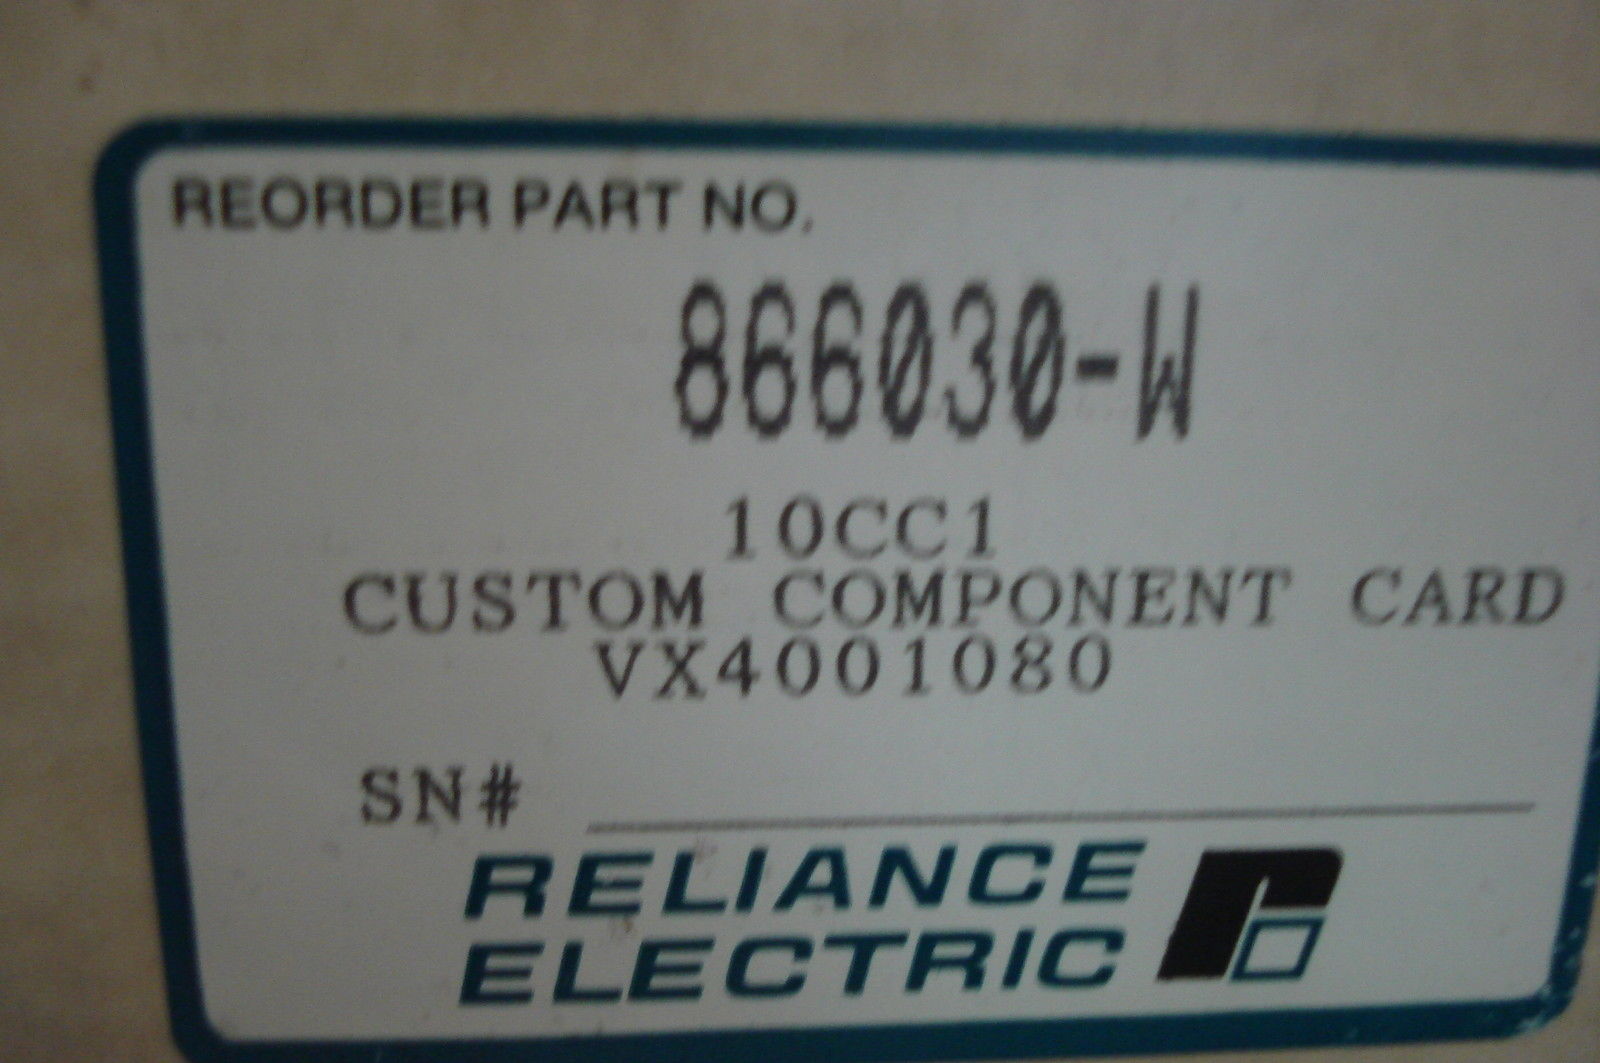 REORDER PART NO.
866030-W
10CC1
CUSTOM COMPONENT CARD
VX4001080
SN#
RELIANCE
ELECTRIC